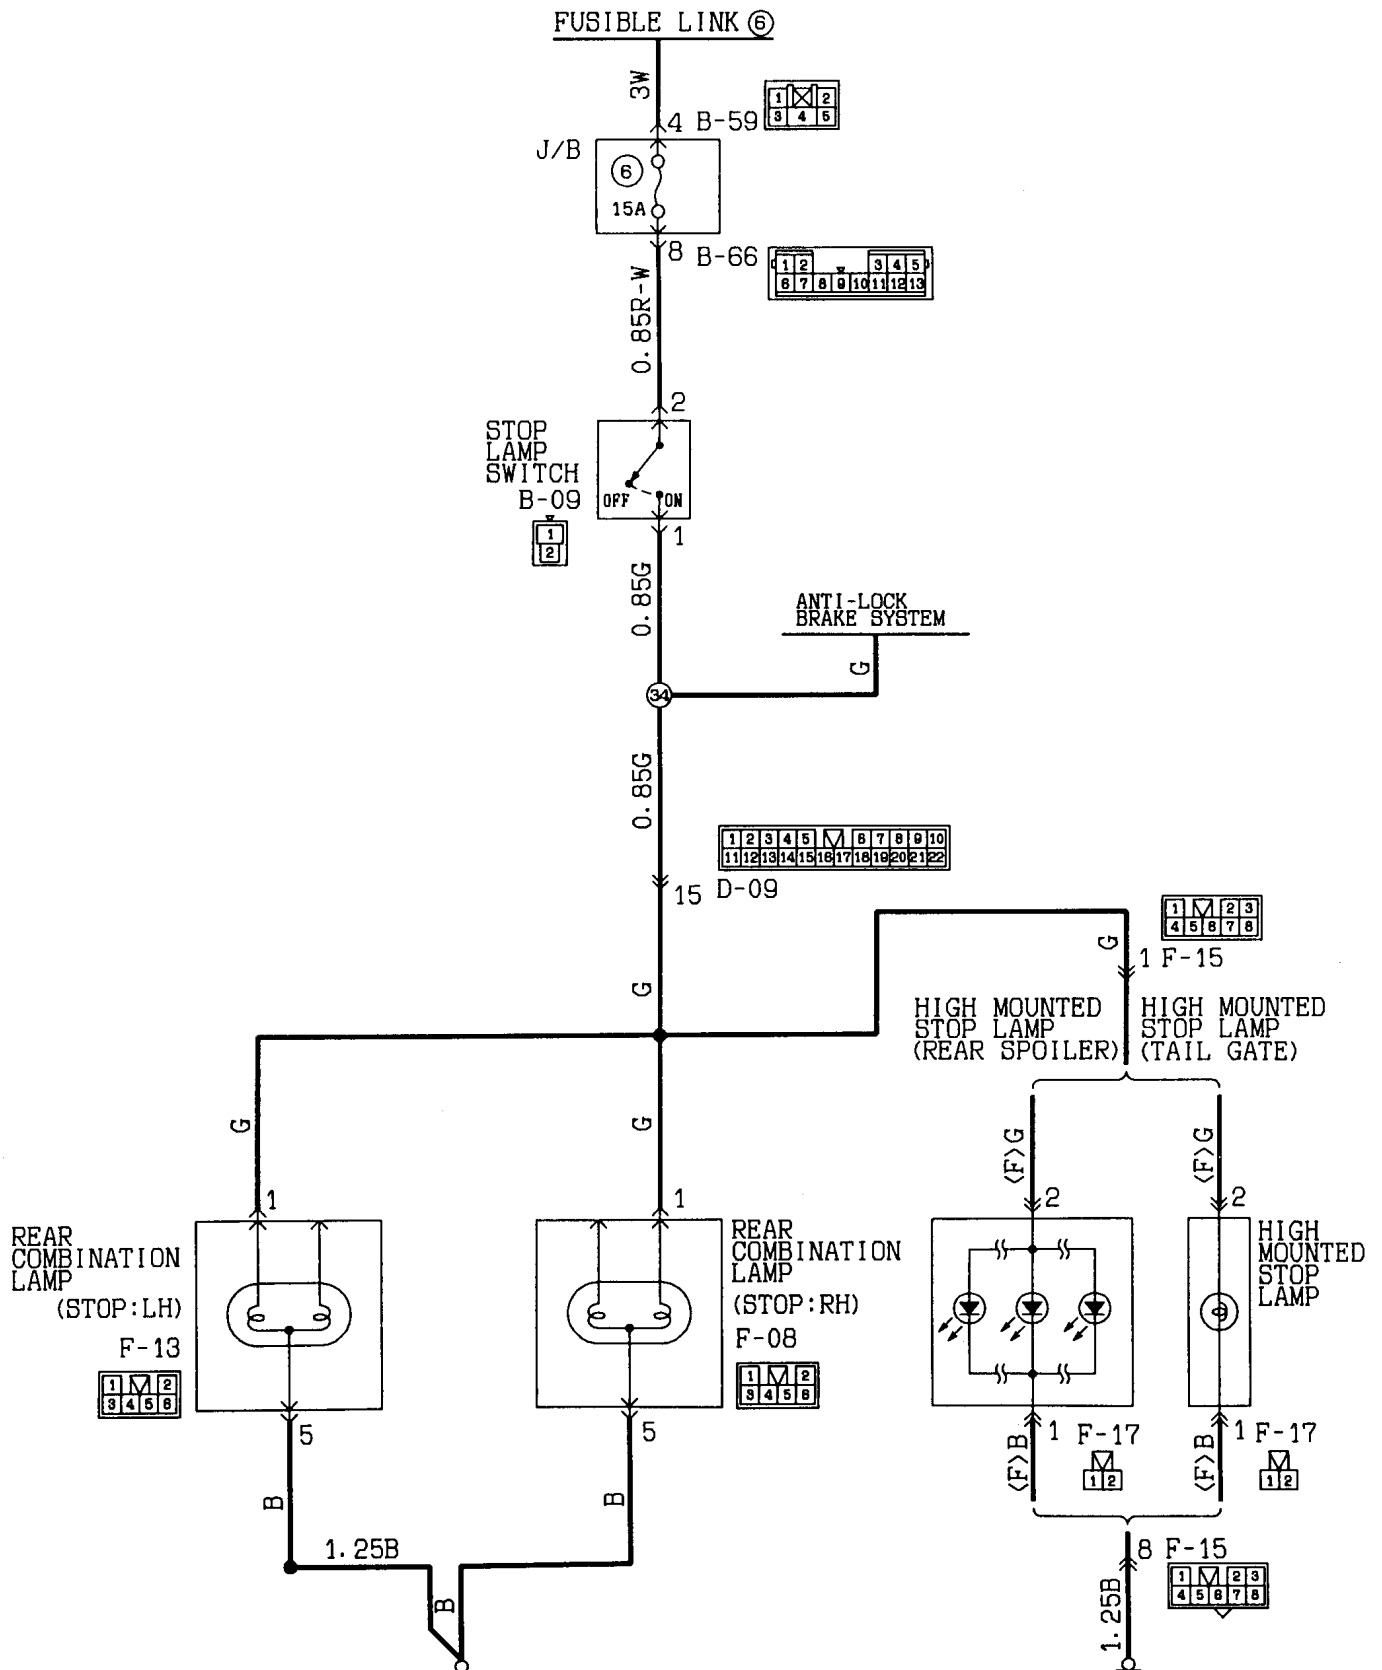 FUSIBLE LINK 6
3W
4 B-59
1 2
3 4 5
J/B
6
15A
8 B-66
1 2 3 4 5
6 7 8 9 10 11 12 13
0.85R-W
2
STOP
LAMP
SWITCH
B-09
OFF ON
1
2
1
0.85G
ANTI-LOCK
BRAKE SYSTEM
G
34
0.85G
1 2 3 4 5 6 7 8 9 10
11 12 13 14 15 16 17 18 19 20 21 22
15 D-09
1 2 3
4 5 6 7 8
G
1 F-15
G
HIGH MOUNTED
STOP LAMP
(REAR SPOILER)
HIGH MOUNTED
STOP LAMP
(TAIL GATE)
G
G
<F>G
<F>G
1
1
2
2
REAR
COMBINATION
LAMP
(STOP:LH)
F-13
1 2
3 4 5 6
REAR
COMBINATION
LAMP
(STOP:RH)
F-08
1 2
3 4 5 6
HIGH
MOUNTED
STOP
LAMP
5
5
1 F-17
1 2
1 F-17
1 2
B
B
<F>B
<F>B
1.25B
B
8 F-15
1 2 3
4 5 6 7 8
1.25B